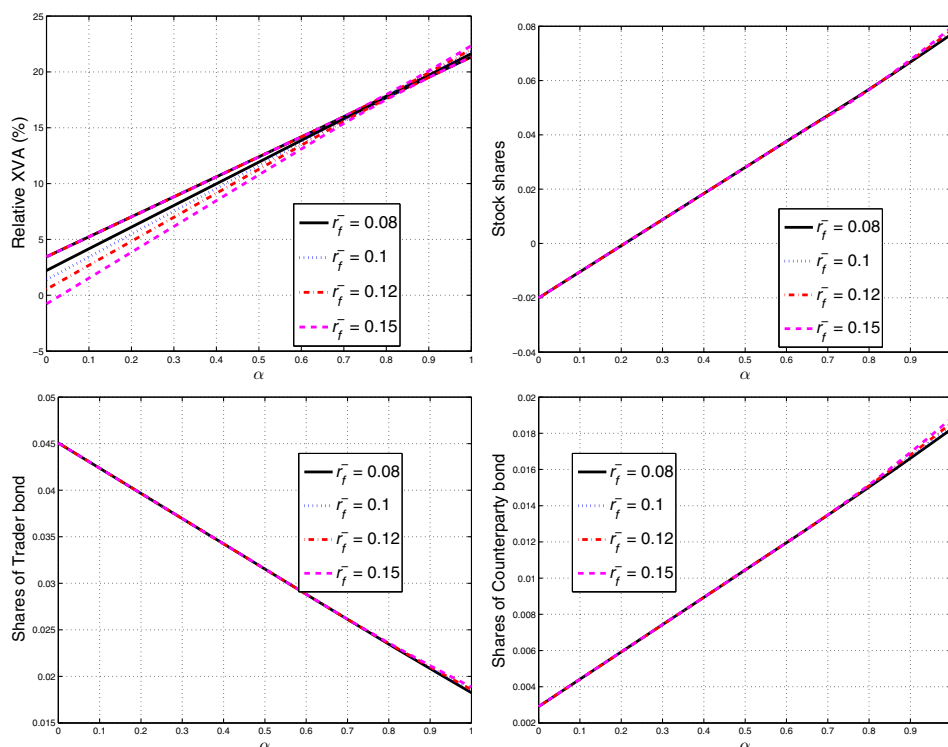 25
20
15
10
5
0
−5
Relative XVA (%)
0 0.1 0.2 0.3 0.4 0.5 0.6 0.7 0.8 0.9 1
α
r_f^- = 0.08
r_f^- = 0.1
r_f^- = 0.12
r_f^- = 0.15
0.08
0.06
0.04
0.02
0
−0.02
−0.04
Stock shares
0 0.1 0.2 0.3 0.4 0.5 0.6 0.7 0.8 0.9
α
r_f^- = 0.08
r_f^- = 0.1
r_f^- = 0.12
r_f^- = 0.15
0.05
0.045
0.04
0.035
0.03
0.025
0.02
0.015
Shares of Trader bond
0 0.1 0.2 0.3 0.4 0.5 0.6 0.7 0.8 0.9 1
α
r_f^- = 0.08
r_f^- = 0.1
r_f^- = 0.12
r_f^- = 0.15
0.02
0.018
0.016
0.014
0.012
0.01
0.008
0.006
0.004
0.002
Shares of Counterparty bond
0 0.1 0.2 0.3 0.4 0.5 0.6 0.7 0.8 0.9
α
r_f^- = 0.08
r_f^- = 0.1
r_f^- = 0.12
r_f^- = 0.15